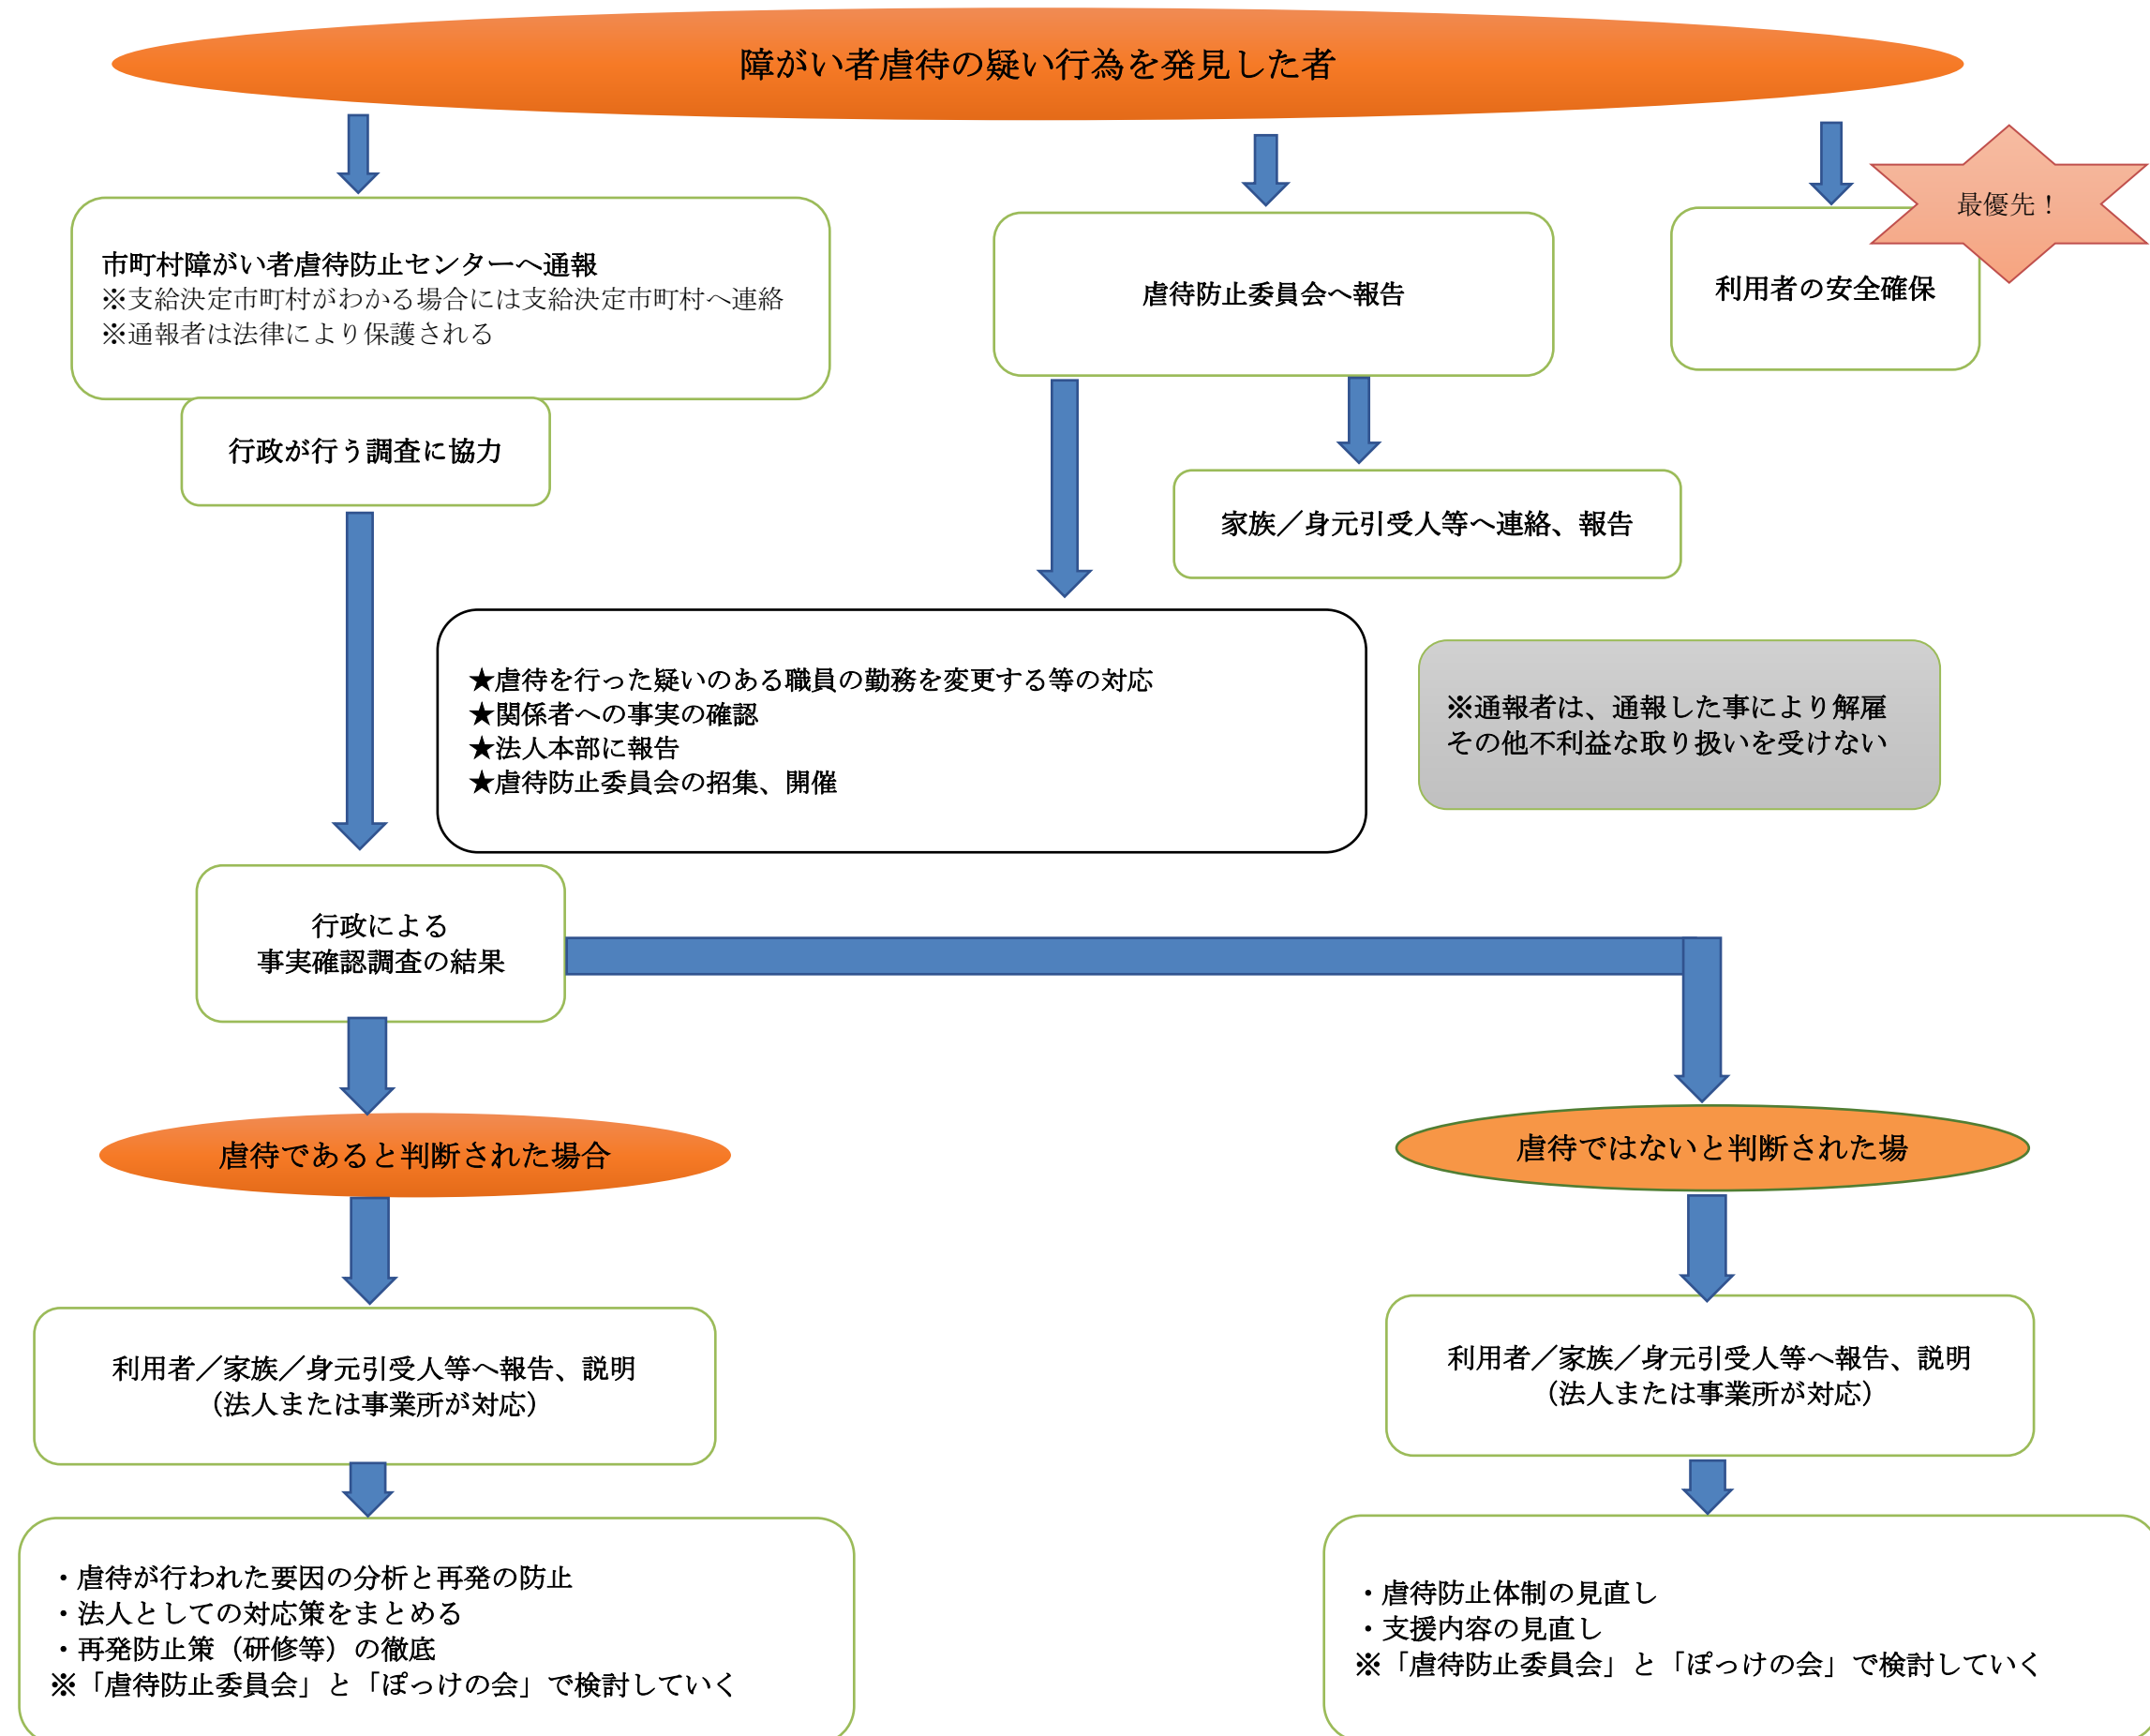 障がい者虐待の疑い行為を発見した者
最優先！
市町村障がい者虐待防止センターへ通報
※支給決定市町村がわかる場合には支給決定市町村へ連絡
※通報者は法律により保護される
虐待防止委員会へ報告
利用者の安全確保
行政が行う調査に協力
家族／身元引受人等へ連絡、報告
★虐待を行った疑いのある職員の勤務を変更する等の対応
★関係者への事実の確認
★法人本部に報告
★虐待防止委員会の招集、開催
※通報者は、通報した事により解雇
その他不利益な取り扱いを受けない
行政による
事実確認調査の結果
虐待であると判断された場合
虐待ではないと判断された場
利用者／家族／身元引受人等へ報告、説明
（法人または事業所が対応）
利用者／家族／身元引受人等へ報告、説明
（法人または事業所が対応）
・虐待が行われた要因の分析と再発の防止
・法人としての対応策をまとめる
・再発防止策（研修等）の徹底
※「虐待防止委員会」と「ぽっけの会」で検討していく
・虐待防止体制の見直し
・支援内容の見直し
※「虐待防止委員会」と「ぽっけの会」で検討していく